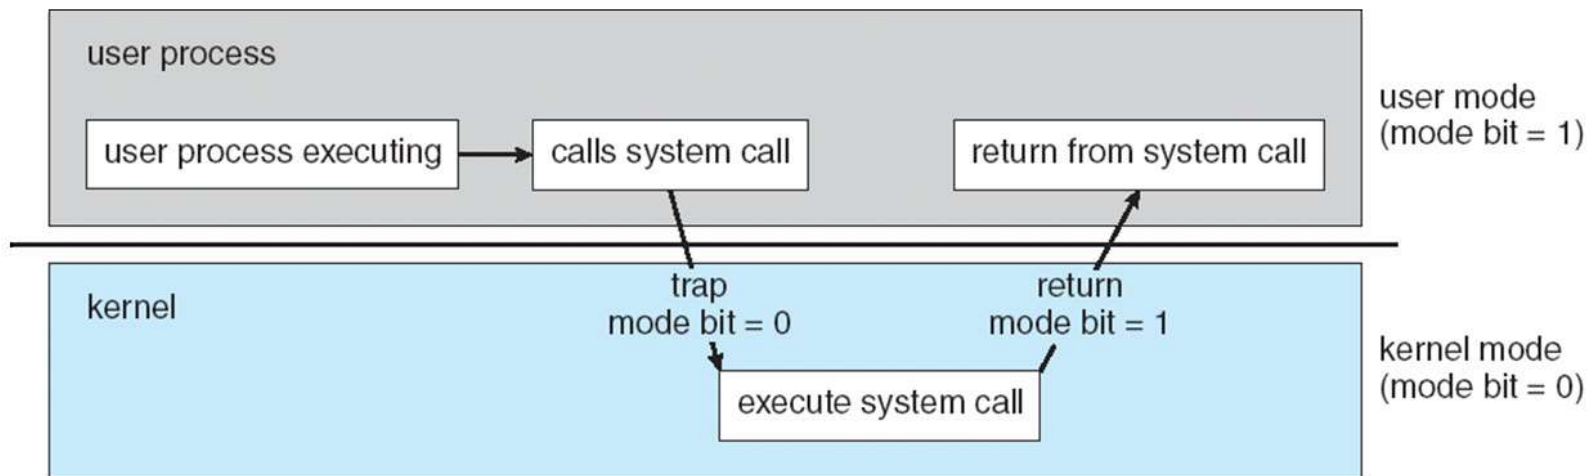 user process
user process executing
calls system call
return from system call
user mode
(mode bit = 1)
kernel
trap
mode bit = 0
return
mode bit = 1
execute system call
kernel mode
(mode bit = 0)